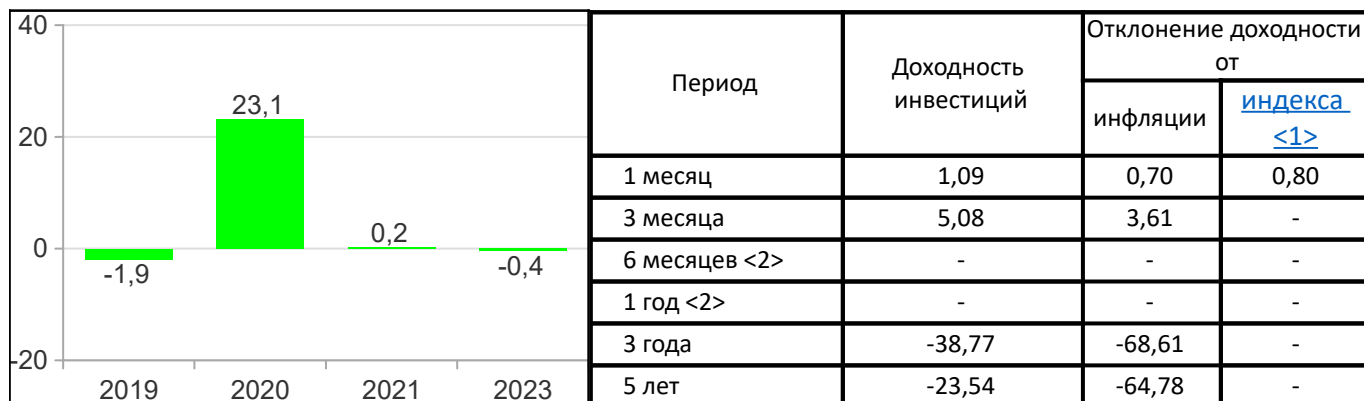 40
20
0
-20
23,1
0,2
-1,9
-0,4
2019 2020 2021 2023
Период
Доходность
инвестиций
Отклонение доходности
от
инфляции
индекса
<1>
1 месяц 1,09 0,70 0,80
3 месяца 5,08 3,61 -
6 месяцев <2> - - -
1 год <2> - - -
3 года -38,77 -68,61 -
5 лет -23,54 -64,78 -